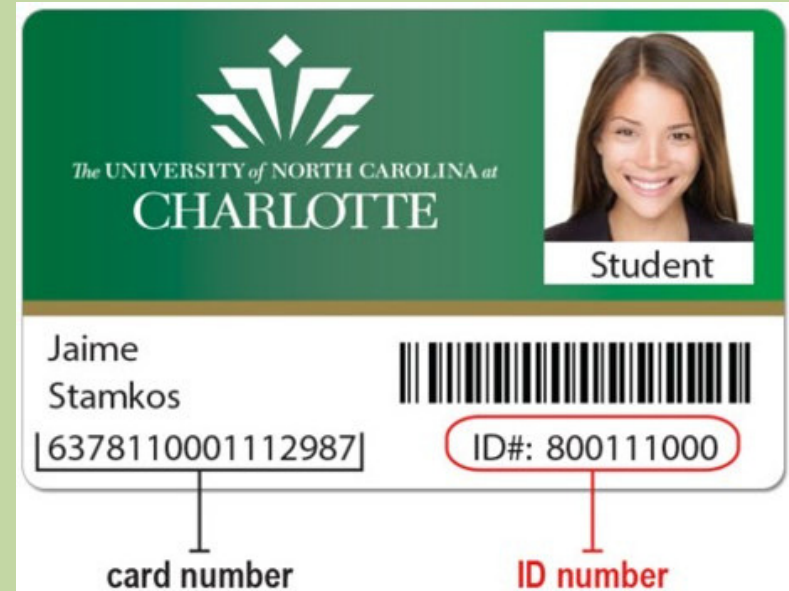 The UNIVERSITY of NORTH CAROLINA at
CHARLOTTE
Student
Jaime
Stamkos
6378110001112987
ID#: 800111000
card number
ID number